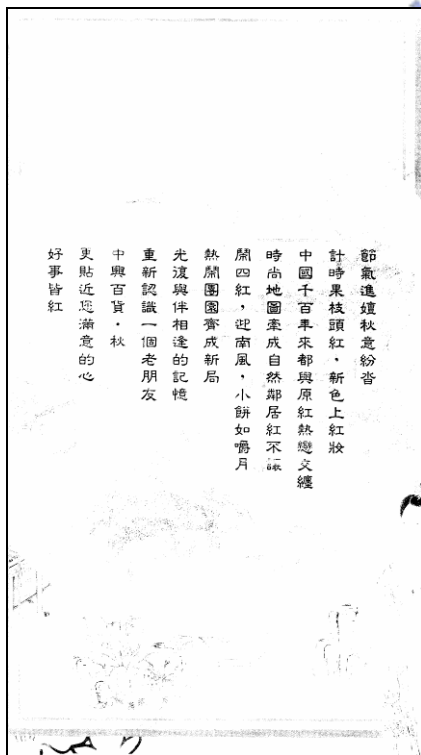 節氣進嬗秋意紛沓
計時果枝頭紅，新色上紅妝
中國千百年來都與原紅熱戀交纏
時尚地圖牽成自然鄰居紅不讓
鬧四紅，迎南風，小餅如嚼月
熱鬧團圓齊成新局
光復與伴相逢的記憶
重新認識一個老朋友
中興百貨・秋
更貼近您滿意的心
好事皆紅